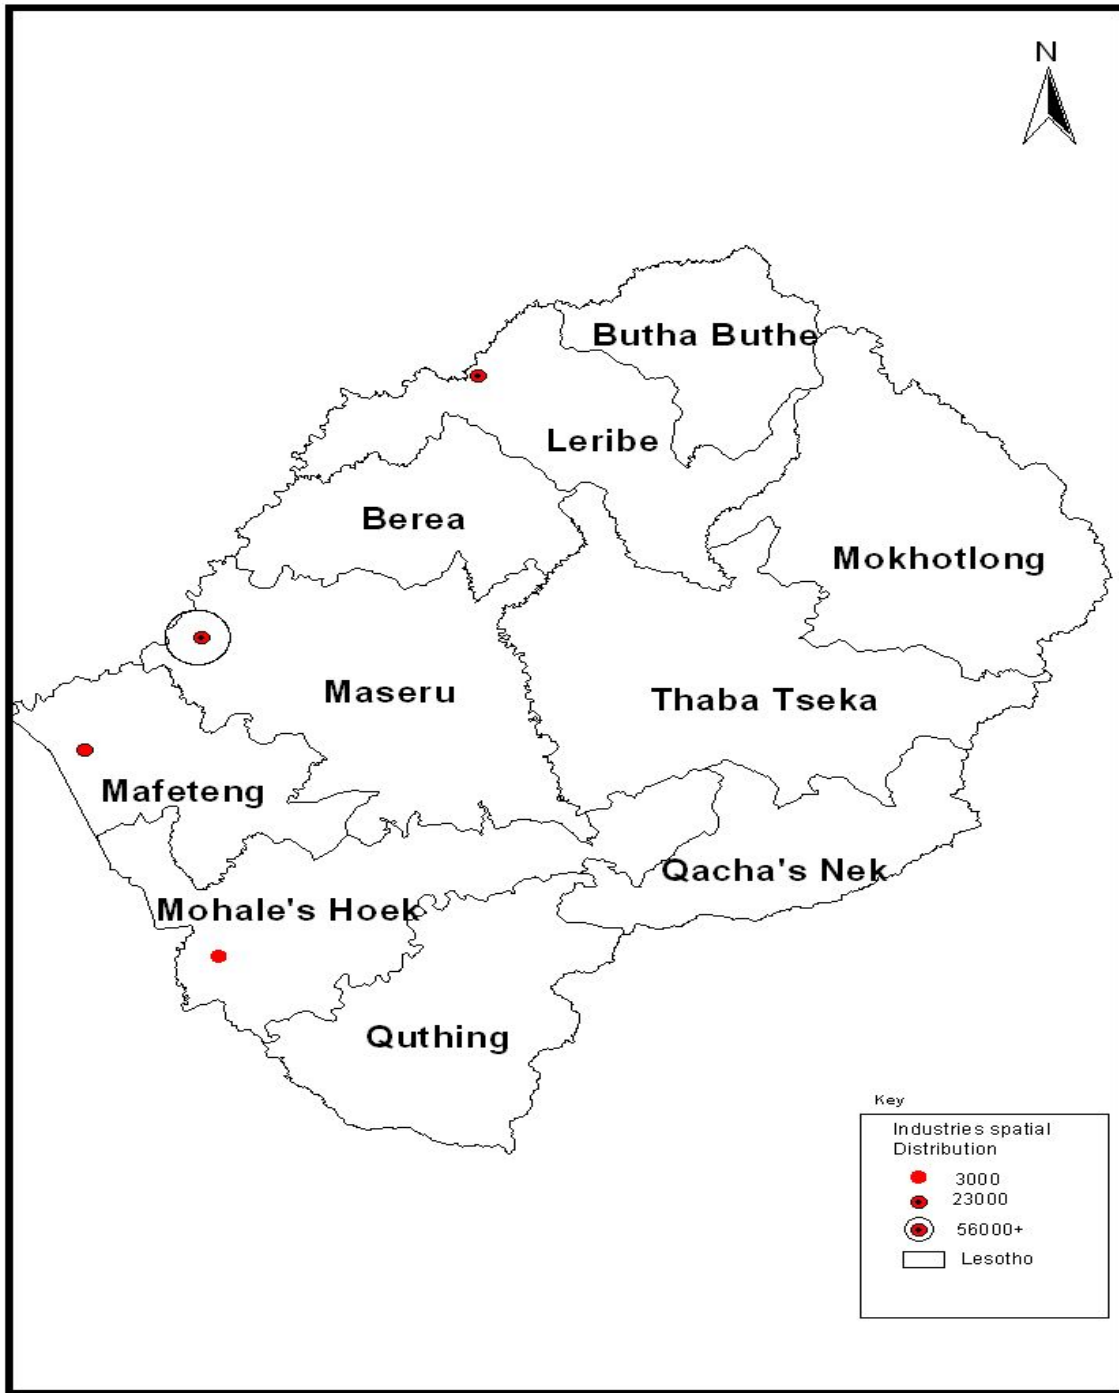 N
Butha Buthe
Leribe
Berea
Mokhotlong
Maseru
Thaba Tseka
Mafeteng
Qacha's Nek
Mohale's Hoek
Quthing
Key
Industries spatial
Distribution
3000
23000
56000+
Lesotho